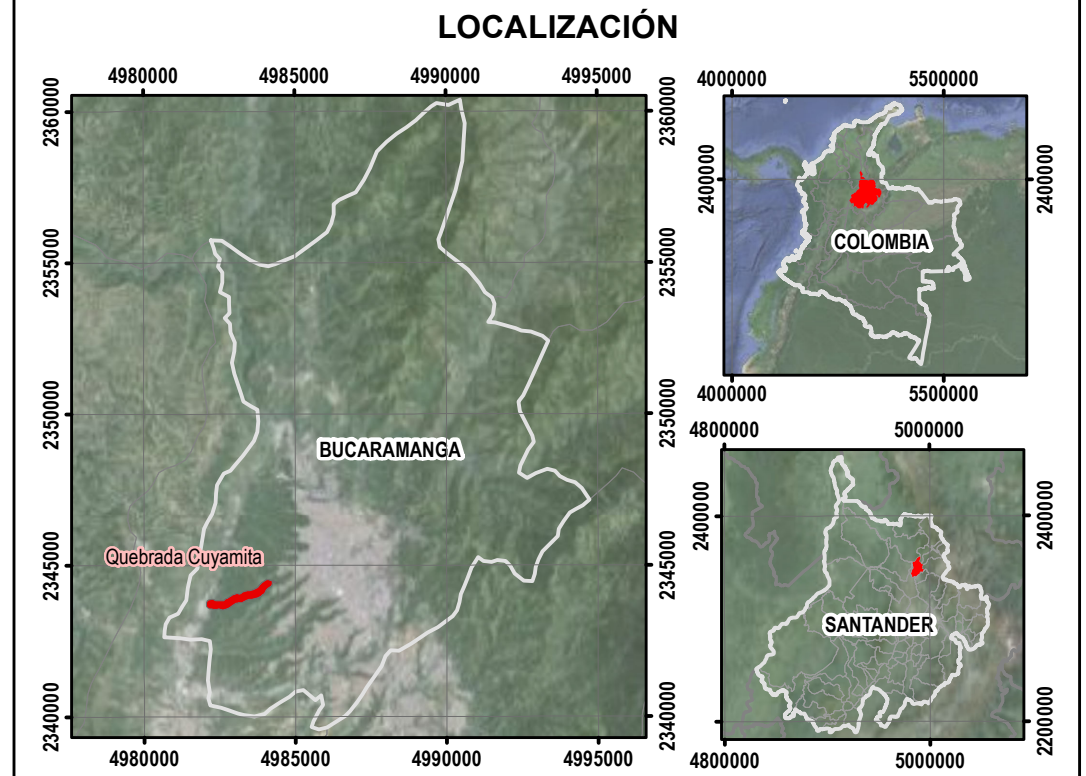 LOCALIZACIÓN
4980000 4985000 4990000 4995000
2360000 2360000
2355000 2355000
2350000 2350000
BUCARAMANGA
Quebrada Cuyamita
2345000 2345000
2340000 2340000
4980000 4985000 4990000 4995000
4000000 5500000
2400000 2400000
COLOMBIA
4000000 5500000
4800000 5000000
2400000 2400000
SANTANDER
2200000 2200000
4800000 5000000